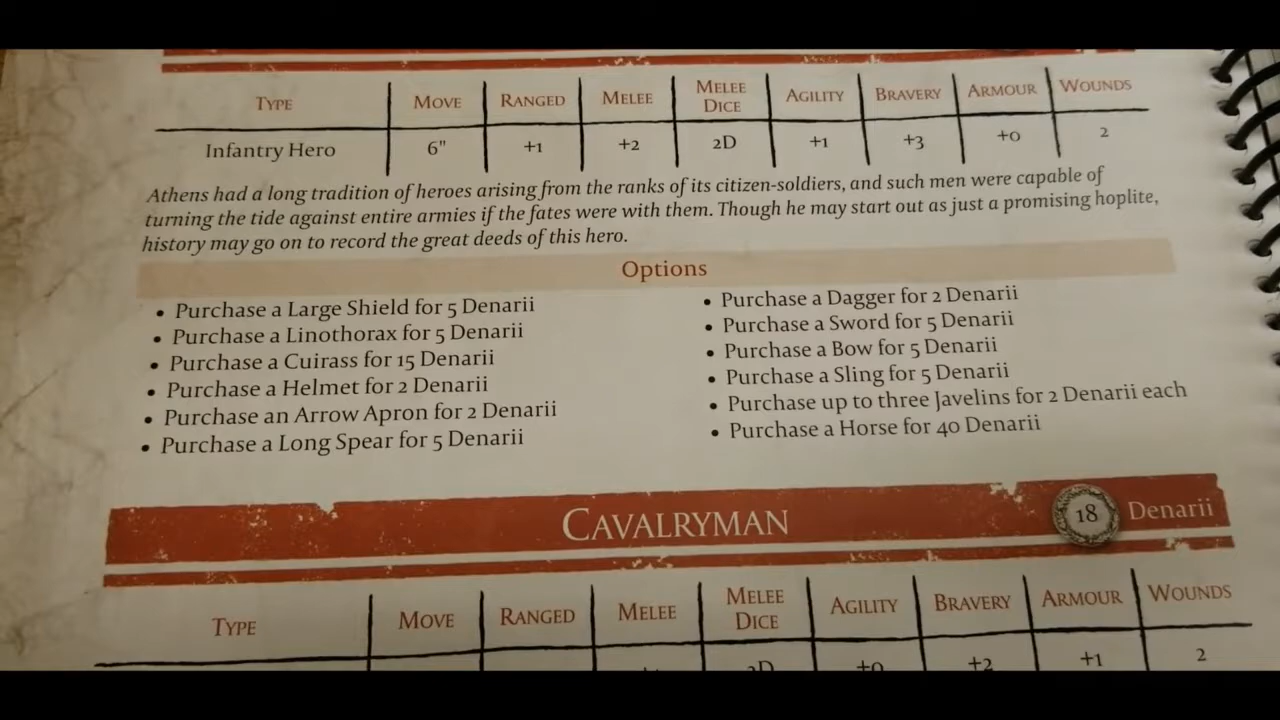 TYPE MOVE RANGED MELEE MELEE DICE AGILITY BRAVERY ARMOUR WOUNDS
Infantry Hero 6" +1 +2 2D +1 +3 +0 2
Athens had a long tradition of heroes arising from the ranks of its citizen-soldiers, and such men were capable of
turning the tide against entire armies if the fates were with them. Though he may start out as just a promising hoplite,
history may go on to record the great deeds of this hero.
Options
• Purchase a Large Shield for 5 Denarii
• Purchase a Linothorax for 5 Denarii
• Purchase a Cuirass for 15 Denarii
• Purchase a Helmet for 2 Denarii
• Purchase an Arrow Apron for 2 Denarii
• Purchase a Long Spear for 5 Denarii
• Purchase a Dagger for 2 Denarii
• Purchase a Sword for 5 Denarii
• Purchase a Bow for 5 Denarii
• Purchase a Sling for 5 Denarii
• Purchase up to three Javelins for 2 Denarii each
• Purchase a Horse for 40 Denarii
CAVALRYMAN 18 Denarii
TYPE MOVE RANGED MELEE MELEE DICE AGILITY BRAVERY ARMOUR WOUNDS
2D +0 +2 +1 2